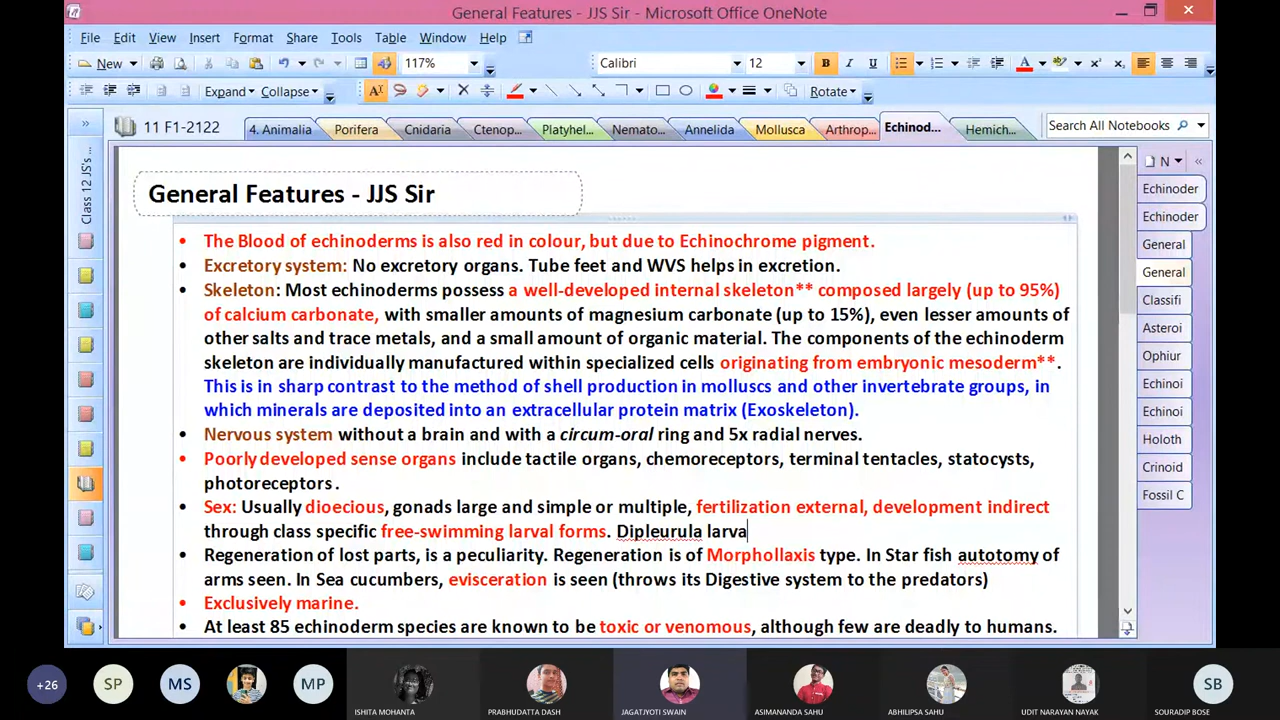 General Features - JJS Sir - Microsoft Office OneNote
File Edit View Insert Format Share Tools Table Window Help
New 117% Calibri 12 B I U
Expand Collapse Rotate
11 F1-2122 4. Animalia Porifera Cnidaria Ctenop... Platyhel... Nemato... Annelida Mollusca Arthrop... Echinod... Hemich... Search All Notebooks
Class 12 JS's ...
General Features - JJS Sir
• The Blood of echinoderms is also red in colour, but due to Echinochrome pigment.
• Excretory system: No excretory organs. Tube feet and WVS helps in excretion.
• Skeleton: Most echinoderms possess a well-developed internal skeleton** composed largely (up to 95%)
of calcium carbonate, with smaller amounts of magnesium carbonate (up to 15%), even lesser amounts of
other salts and trace metals, and a small amount of organic material. The components of the echinoderm
skeleton are individually manufactured within specialized cells originating from embryonic mesoderm**.
This is in sharp contrast to the method of shell production in molluscs and other invertebrate groups, in
which minerals are deposited into an extracellular protein matrix (Exoskeleton).
• Nervous system without a brain and with a circum-oral ring and 5x radial nerves.
• Poorly developed sense organs include tactile organs, chemoreceptors, terminal tentacles, statocysts,
photoreceptors .
• Sex: Usually dioecious, gonads large and simple or multiple, fertilization external, development indirect
through class specific free-swimming larval forms. Dipleurula larva
• Regeneration of lost parts, is a peculiarity. Regeneration is of Morphollaxis type. In Star fish autotomy of
arms seen. In Sea cucumbers, evisceration is seen (throws its Digestive system to the predators)
• Exclusively marine.
• At least 85 echinoderm species are known to be toxic or venomous, although few are deadly to humans.
N
Echinoder
Echinoder
General
General
Classifi
Asteroi
Ophiur
Echinoi
Echinoi
Holoth
Crinoid
Fossil C
+26 SP MS MP SB
ISHITA MOHANTA PRABHUDATTA DASH JAGATJYOTI SWAIN ASIMANANDA SAHU ABHILIPSA SAHU UDIT NARAYAN NAYAK SOURADIP BOSE